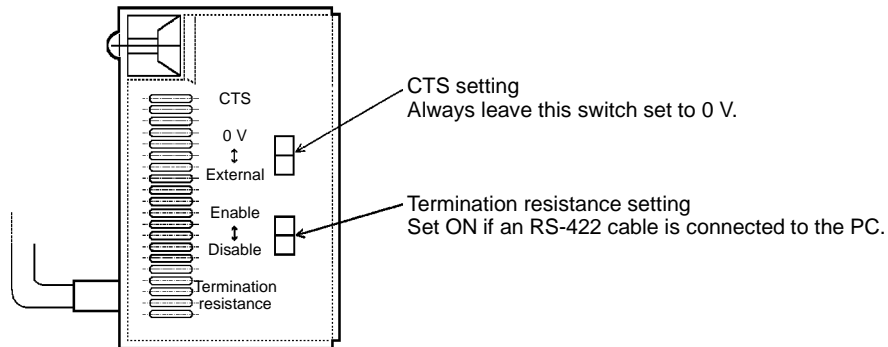 CTS
0 V
↕
External
Enable
↕
Disable
Termination
resistance
CTS setting
Always leave this switch set to 0 V.
Termination resistance setting
Set ON if an RS-422 cable is connected to the PC.